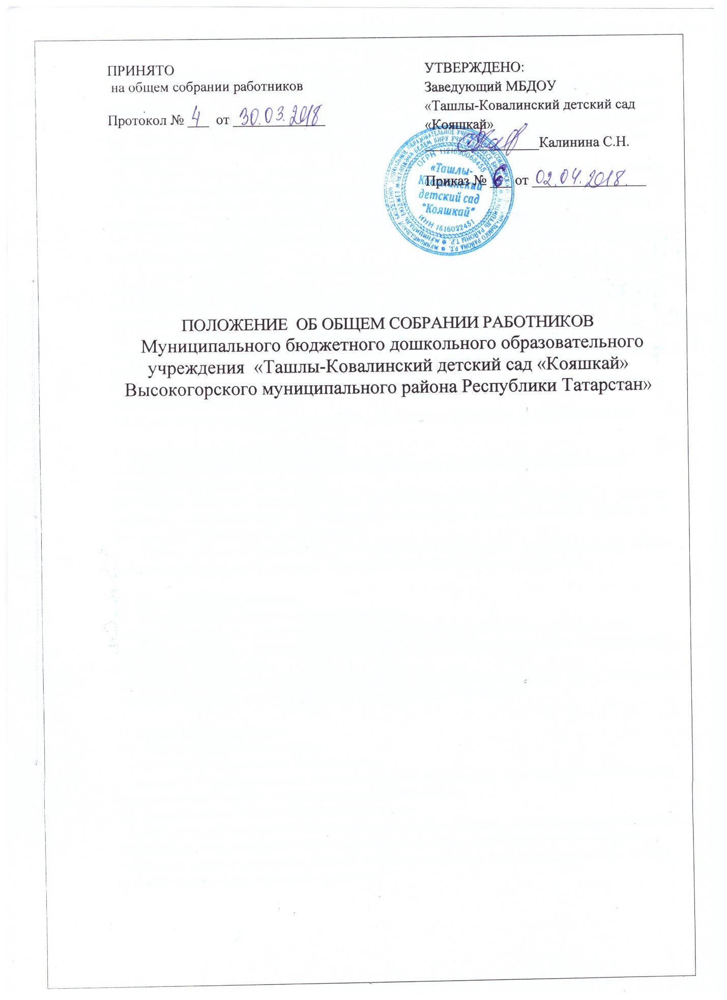 ПРИНЯТО
на общем собрании работников
Протокол № 4 от 30.03.2018
УТВЕРЖДЕНО:
Заведующий МБДОУ
«Ташлы-Ковалинский детский сад
«Кояшкай»
Калинина С.Н.
Приказ № 6 от 02.04.2018.
ОГРН 1121690068455
«Ташлы-
Ковалинский
детский сад
"Кояшкай"
ИНН 1616022451
ПОЛОЖЕНИЕ ОБ ОБЩЕМ СОБРАНИИ РАБОТНИКОВ
Муниципального бюджетного дошкольного образовательного
учреждения «Ташлы-Ковалинский детский сад «Кояшкай»
Высокогорского муниципального района Республики Татарстан»